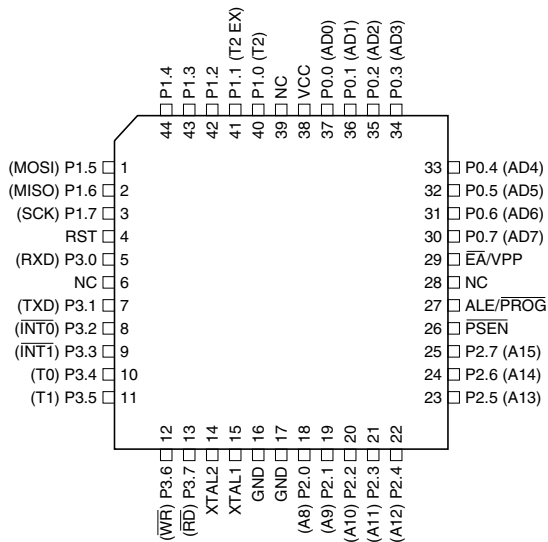 P1.4
P1.3
P1.2
P1.1 (T2 EX)
P1.0 (T2)
NC
VCC
P0.0 (AD0)
P0.1 (AD1)
P0.2 (AD2)
P0.3 (AD3)
44
43
42
41
40
39
38
37
36
35
34
(MOSI) P1.5 1
(MISO) P1.6 2
(SCK) P1.7 3
RST 4
(RXD) P3.0 5
NC 6
(TXD) P3.1 7
(I̅N̅T̅0̅) P3.2 8
(I̅N̅T̅1̅) P3.3 9
(T0) P3.4 10
(T1) P3.5 11
33 P0.4 (AD4)
32 P0.5 (AD5)
31 P0.6 (AD6)
30 P0.7 (AD7)
29 E̅A̅/VPP
28 NC
27 ALE/P̅R̅O̅G̅
26 P̅S̅E̅N̅
25 P2.7 (A15)
24 P2.6 (A14)
23 P2.5 (A13)
12
13
14
15
16
17
18
19
20
21
22
(W̅R̅) P3.6
(R̅D̅) P3.7
XTAL2
XTAL1
GND
GND
(A8) P2.0
(A9) P2.1
(A10) P2.2
(A11) P2.3
(A12) P2.4